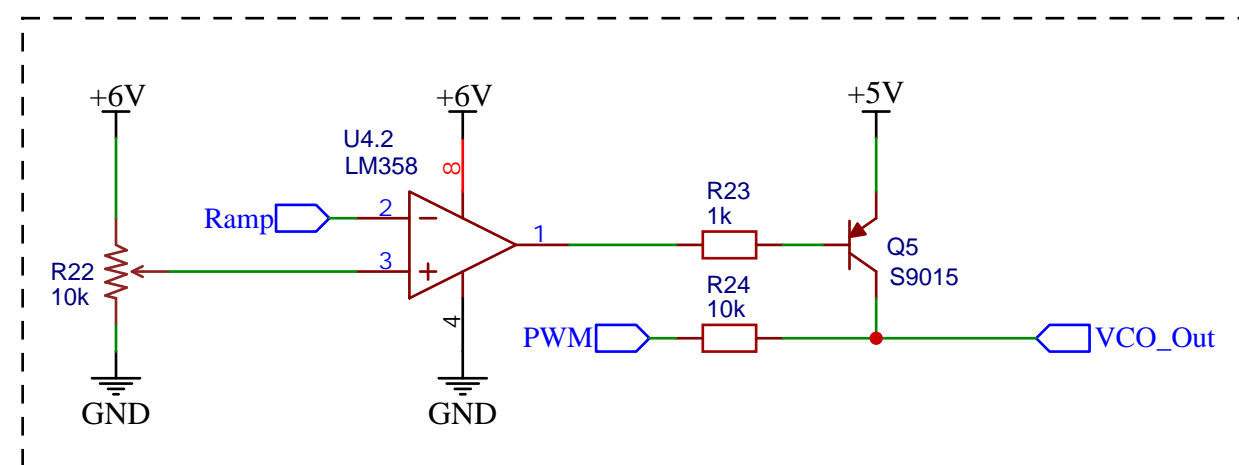 +6V
+6V
+5V
U4.2
LM358
8
R23
1k
Ramp
2
1
Q5
S9015
R22
10k
3
R24
10k
4
PWM
VCO_Out
GND
GND